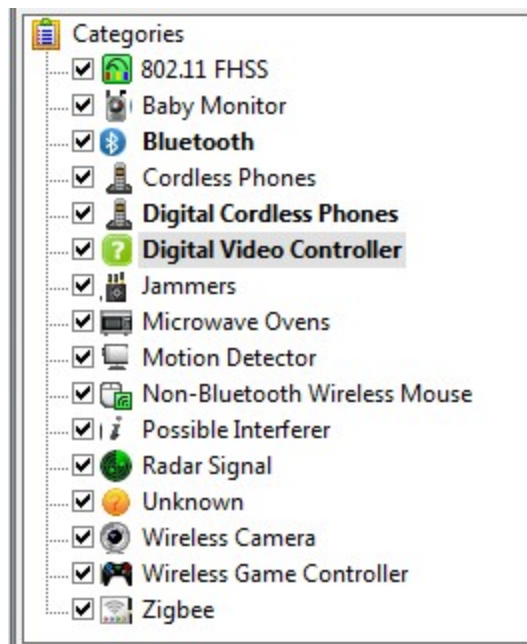 Categories
802.11 FHSS
Baby Monitor
Bluetooth
Cordless Phones
Digital Cordless Phones
Digital Video Controller
Jammers
Microwave Ovens
Motion Detector
Non-Bluetooth Wireless Mouse
Possible Interferer
Radar Signal
Unknown
Wireless Camera
Wireless Game Controller
Zigbee